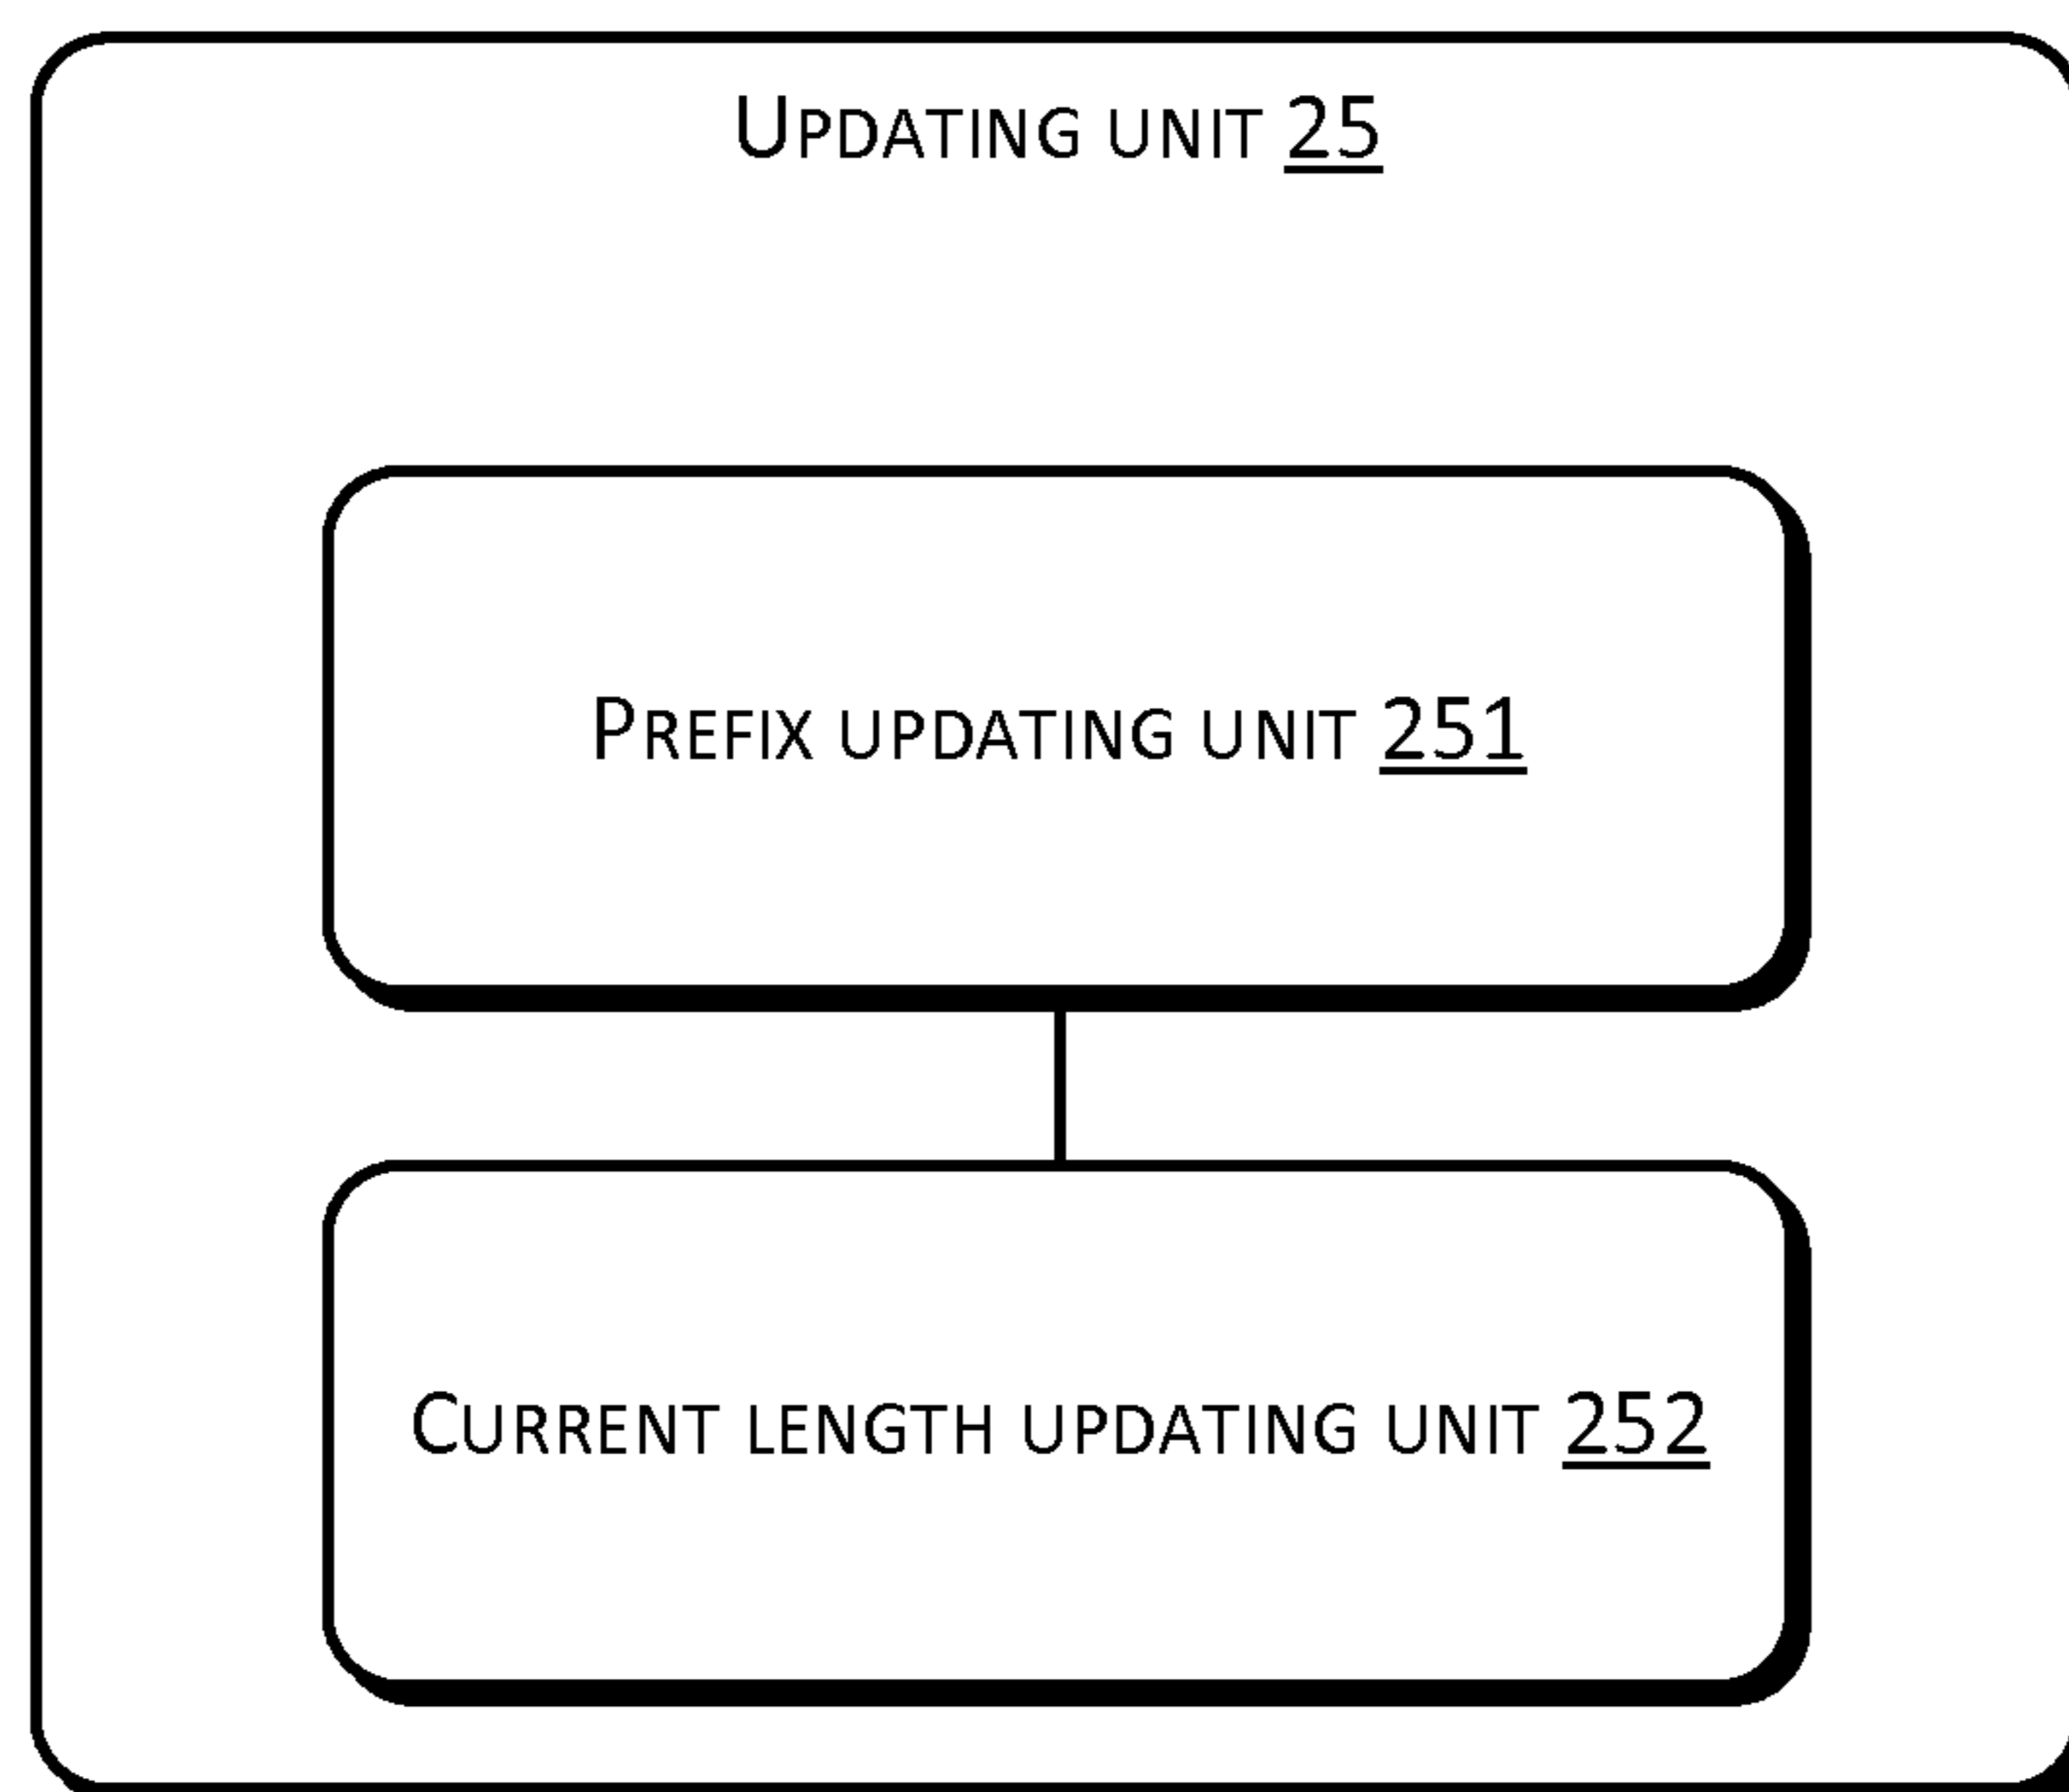 Updating unit 25
Prefix updating unit 251
Current length updating unit 252